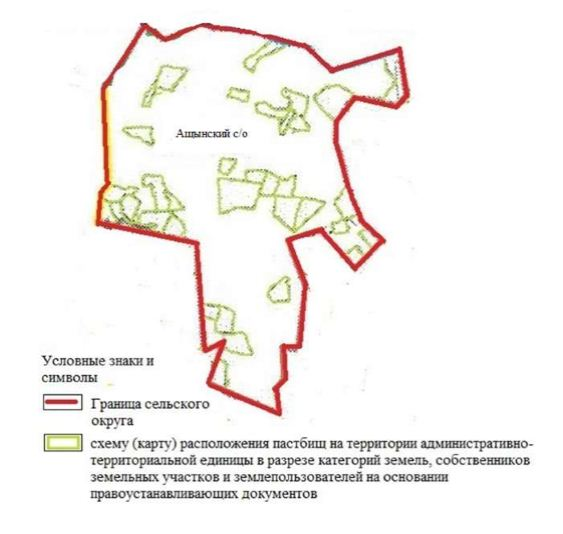 Ащынский с/о
Условные знаки и
символы
Граница сельского
округа
схему (карту) расположения пастбищ на территории административно-
территориальной единицы в разрезе категорий земель, собственников
земельных участков и землепользователей на основании
правоустанавливающих документов